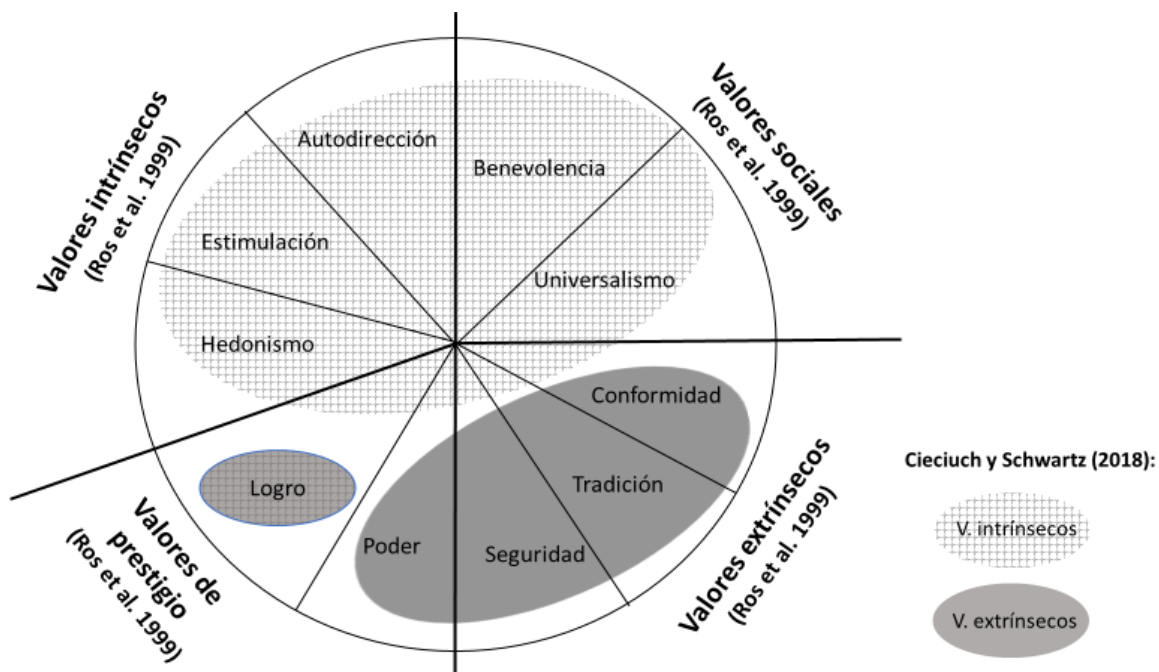 Valores intrínsecos
(Ros et al. 1999)
Valores sociales
(Ros et al. 1999)
Autodirección
Benevolencia
Estimulación
Universalismo
Hedonismo
Conformidad
Logro
Tradición
Poder
Seguridad
Valores de
prestigio
(Ros et al. 1999)
Valores extrínsecos
(Ros et al. 1999)
Cieciuch y Schwartz (2018):
V. intrínsecos
V. extrínsecos